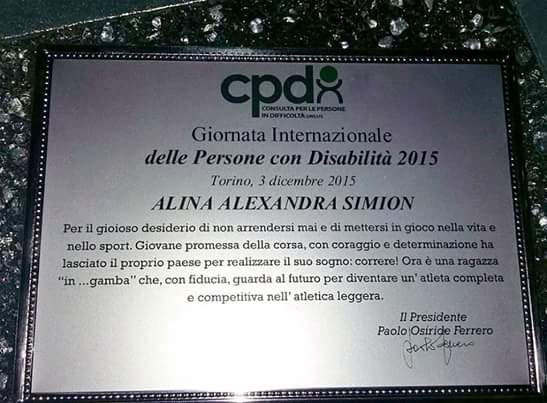 cpd
CONSULTA PER LE PERSONE
IN DIFFICOLTÀ ONLUS
Giornata Internazionale
delle Persone con Disabilità 2015
Torino, 3 dicembre 2015
ALINA ALEXANDRA SIMION
Per il gioioso desiderio di non arrendersi mai e di mettersi in gioco nella vita e
nello sport. Giovane promessa della corsa, con coraggio e determinazione ha
lasciato il proprio paese per realizzare il suo sogno: correre! Ora è una ragazza
“in ...gamba” che, con fiducia, guarda al futuro per diventare un’ atleta completa
e competitiva nell’ atletica leggera.
Il Presidente
Paolo Osiride Ferrero